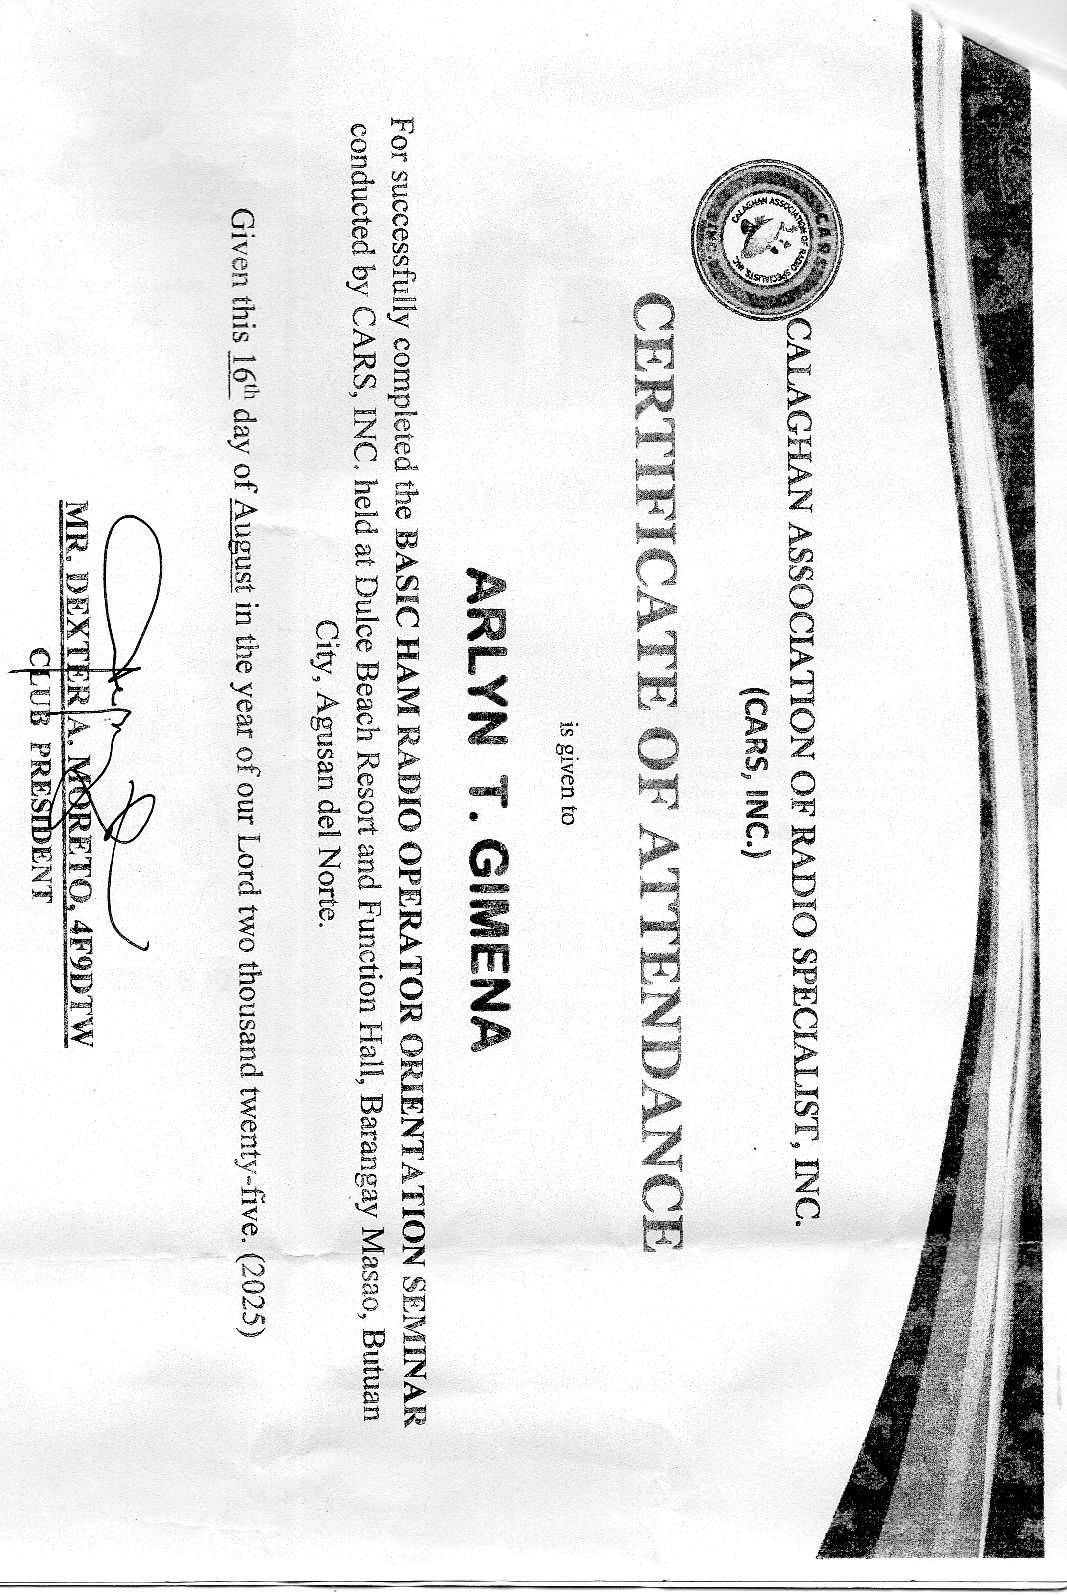 CALAGHAN ASSOCIATION OF RADIO SPECIALIST, INC.
(CARS, INC.)
CALAGHAN ASSOCIATION OF RADIO SPECIALISTS, INC.
CARS
CERTIFICATE OF ATTENDANCE
is given to
ARLYN T. GIMENA
For successfully completed the BASIC HAM RADIO OPERATOR ORIENTATION SEMINAR
conducted by CARS, INC. held at Dulce Beach Resort and Function Hall, Barangay Masao, Butuan
City, Agusan del Norte.
Given this 16th day of August in the year of our Lord two thousand twenty-five. (2025)
MR. DEXTER A. MORETO, 4F9DTW
CLUB PRESIDENT